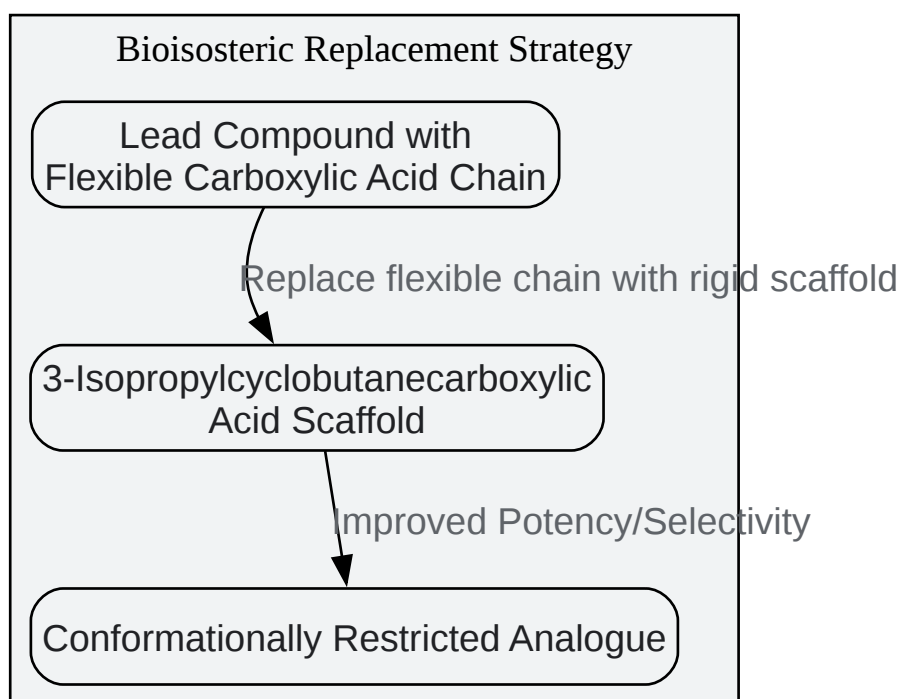 Bioisosteric Replacement Strategy
Lead Compound with
Flexible Carboxylic Acid Chain
Replace flexible chain with rigid scaffold
3-Isopropylcyclobutanecarboxylic
Acid Scaffold
Improved Potency/Selectivity
Conformationally Restricted Analogue